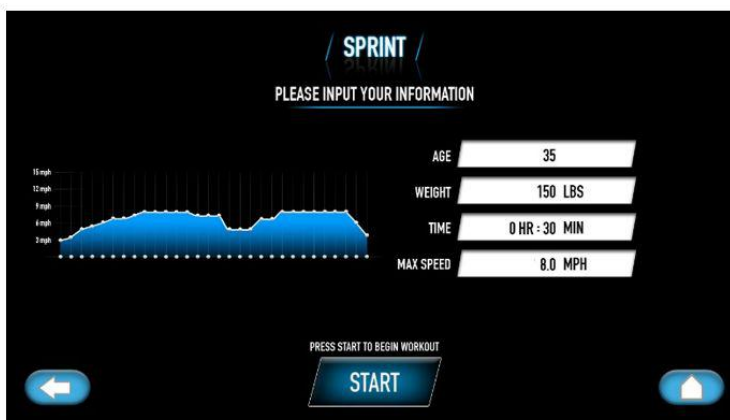 SPRINT
PLEASE INPUT YOUR INFORMATION
15 mph
12 mph
9 mph
6 mph
3 mph
AGE 35
WEIGHT 150 LBS
TIME 0 HR : 30 MIN
MAX SPEED 8.0 MPH
PRESS START TO BEGIN WORKOUT
START